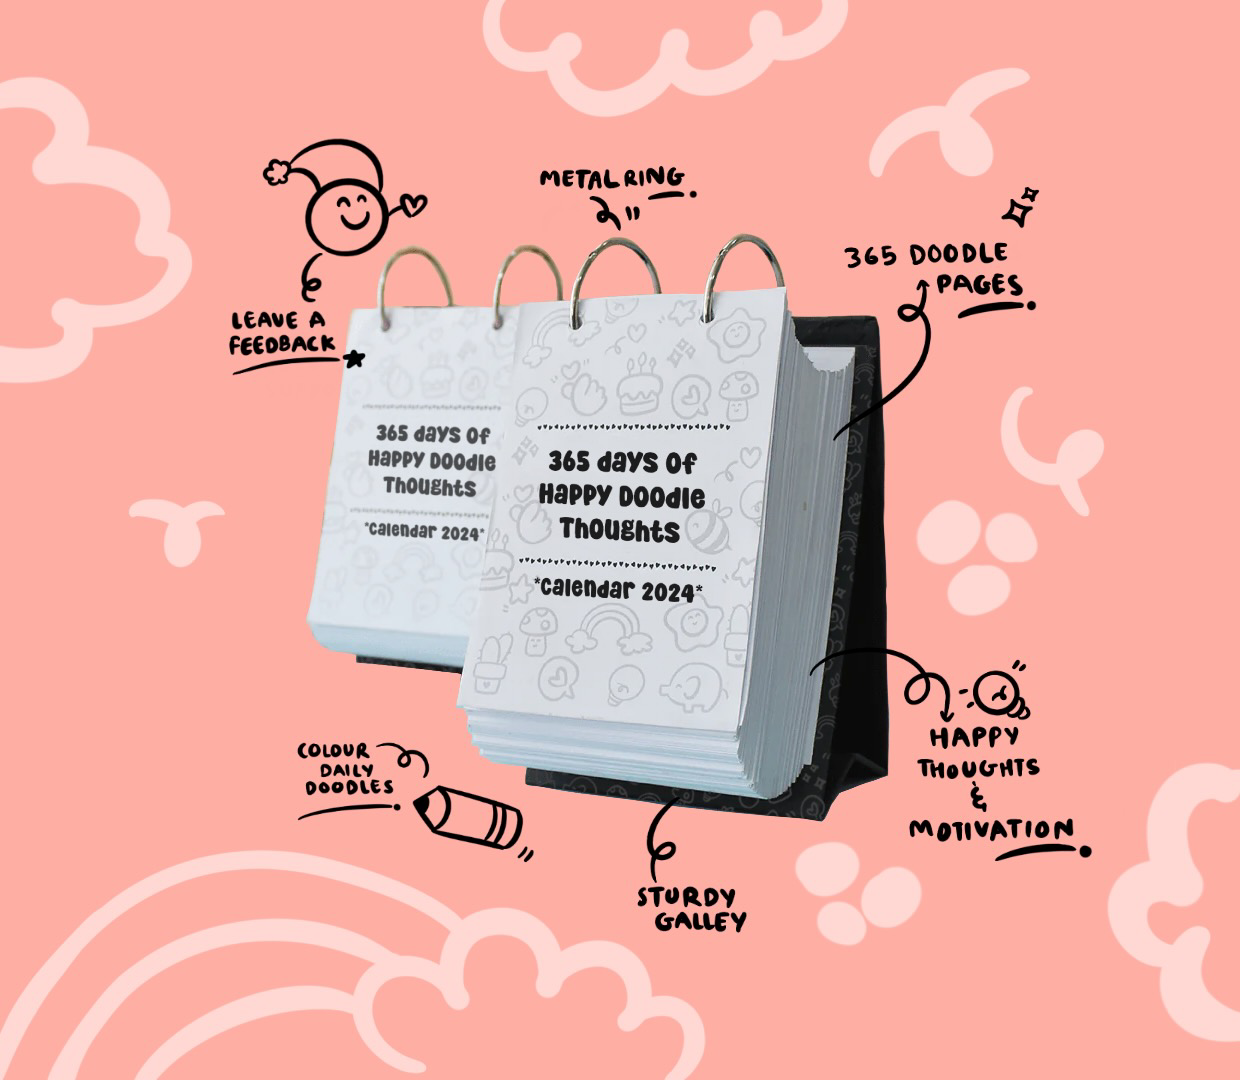 METAL RING
365 DOODLE
PAGES
LEAVE A
FEEDBACK
365 days of
Happy Doodle
Thoughts
*Calendar 2024*
365 days of
Happy Doodle
Thoughts
*Calendar 2024*
HAPPY
THOUGHTS
&
MOTIVATION
COLOUR
DAILY
DOODLES
STURDY
GALLEY